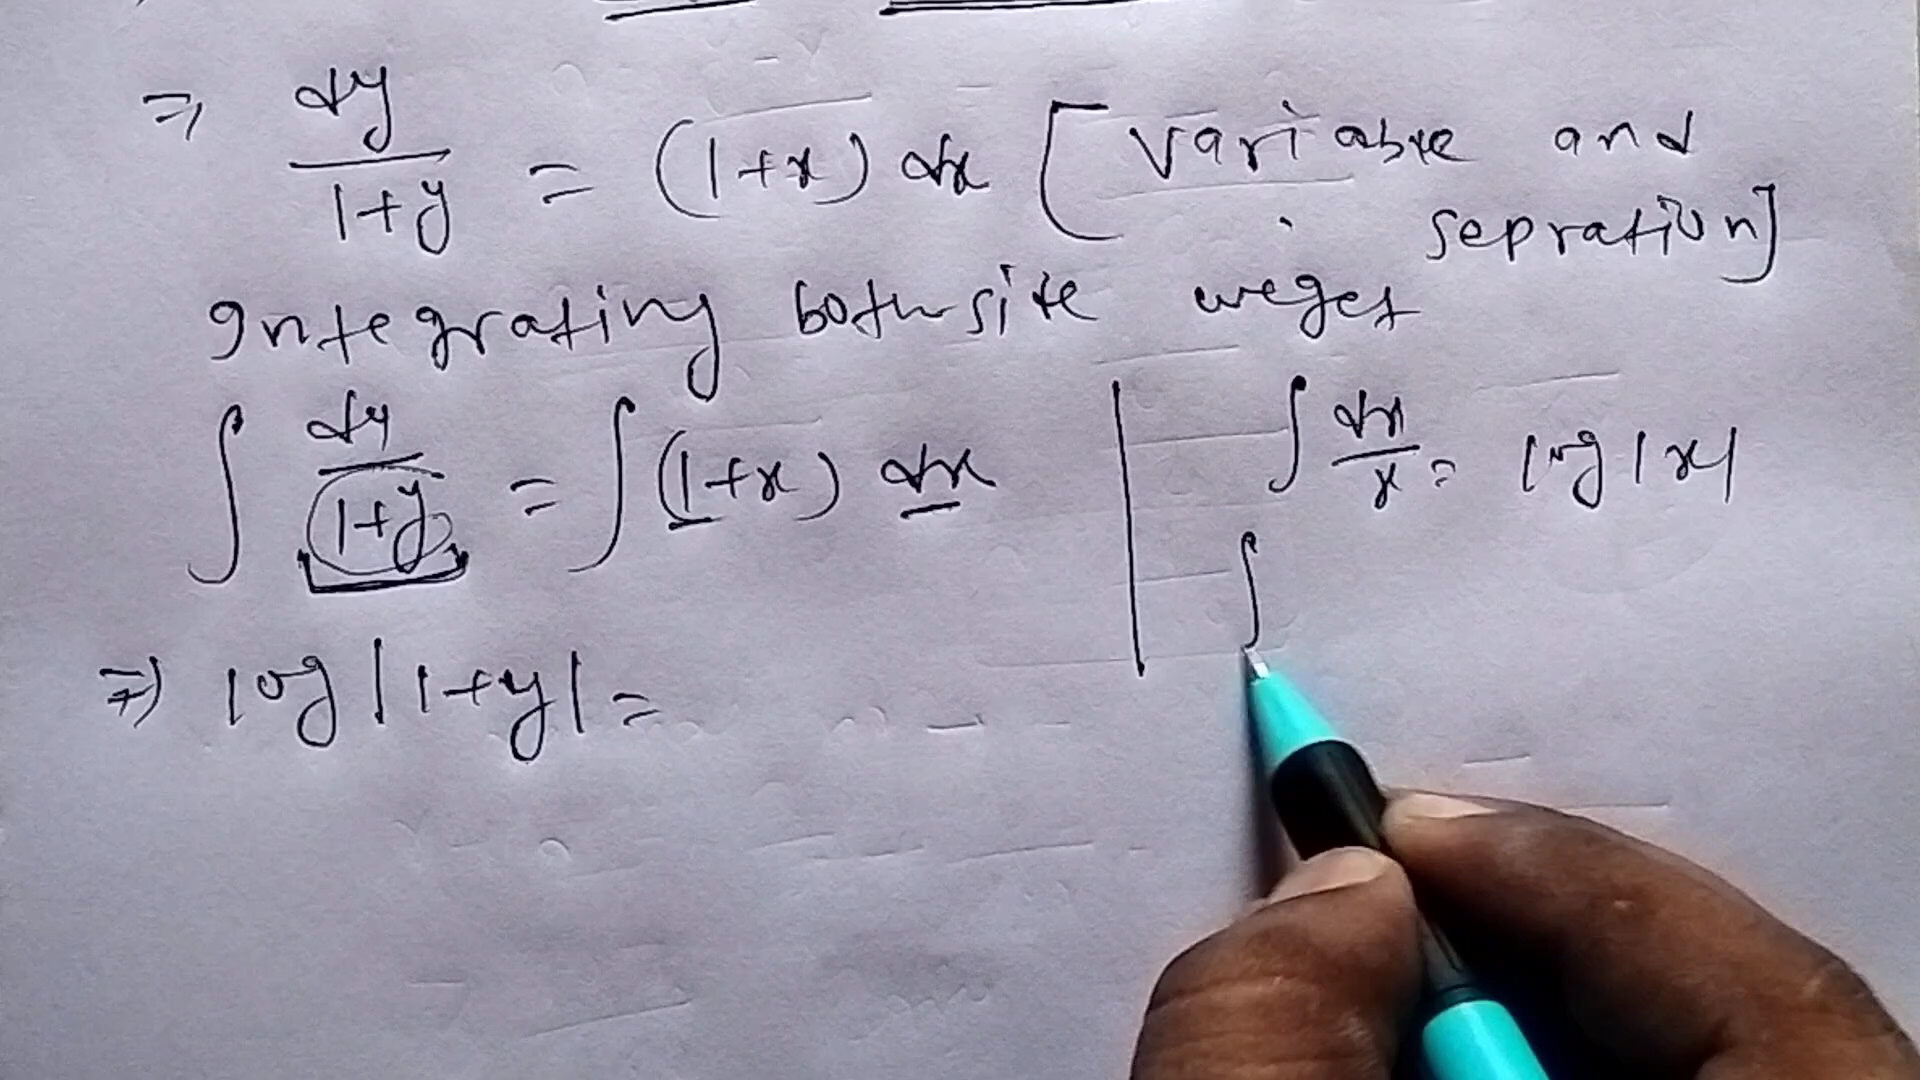 ⇒ dy/1+y = (1+x) dx [Variable and
sepration]
Integrating both site weget
∫ dy/(1+y) = ∫ (1+x) dx
∫ dx/x = log |x|
∫
⇒ log |1+y| =